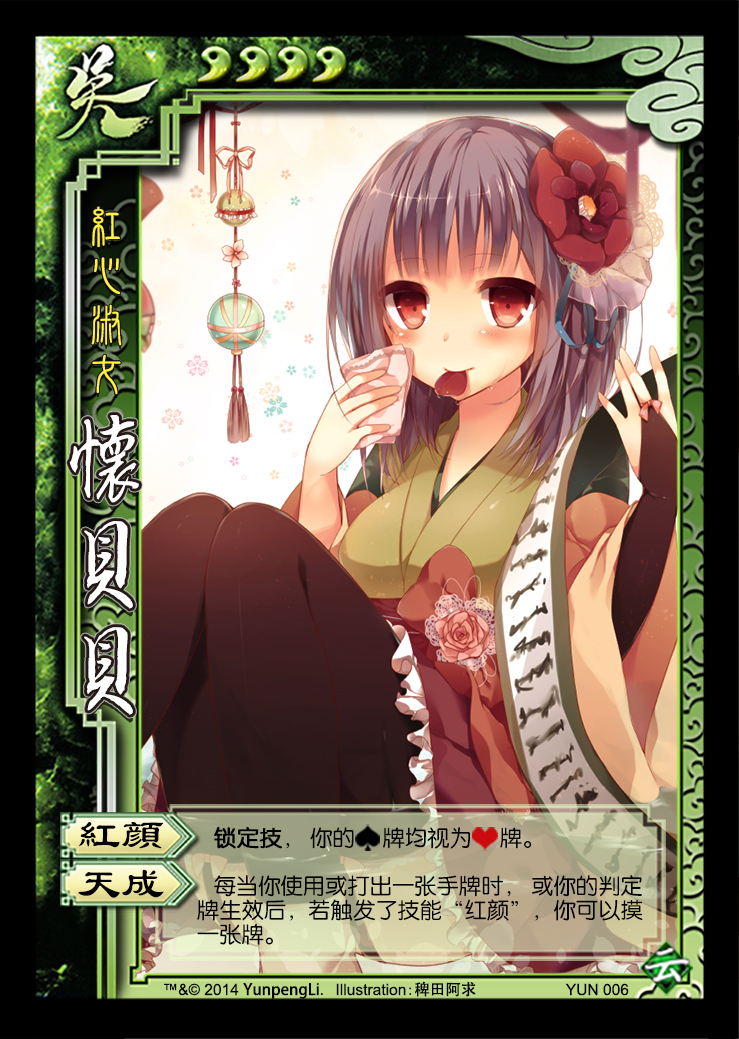 吴
紅心淑女
懷貝貝
紅顔
锁定技，你的♠牌均视为♥牌。
天成
每当你使用或打出一张手牌时，或你的判定
牌生效后，若触发了技能“红颜”，你可以摸
一张牌。
云
™&© 2014 YunpengLi. Illustration：稗田阿求 YUN 006